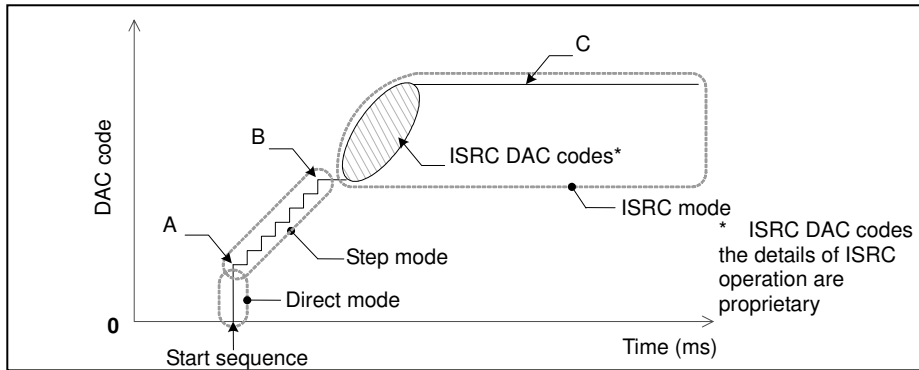 C
B
DAC code
ISRC DAC codes*
A
ISRC mode
* ISRC DAC codes
the details of ISRC
operation are
proprietary
Step mode
Direct mode
0
Time (ms)
Start sequence